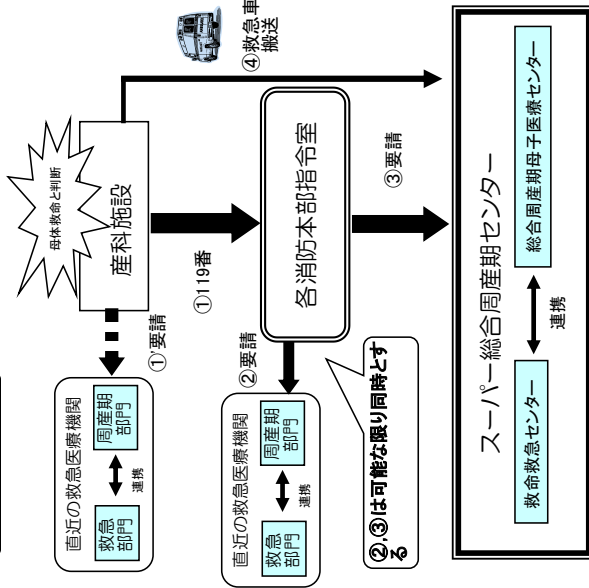 母体救命と判断
産科施設
④救急車
搬送
①’要請
①119番
直近の救急医療機関
救急
部門
連携
周産期
部門
各消防本部指令室
②要請
③要請
直近の救急医療機関
救急
部門
連携
周産期
部門
②,③は可能な限り同時とす
る
スーパー総合周産期センター
救命救急センター
連携
総合周産期母子医療センター